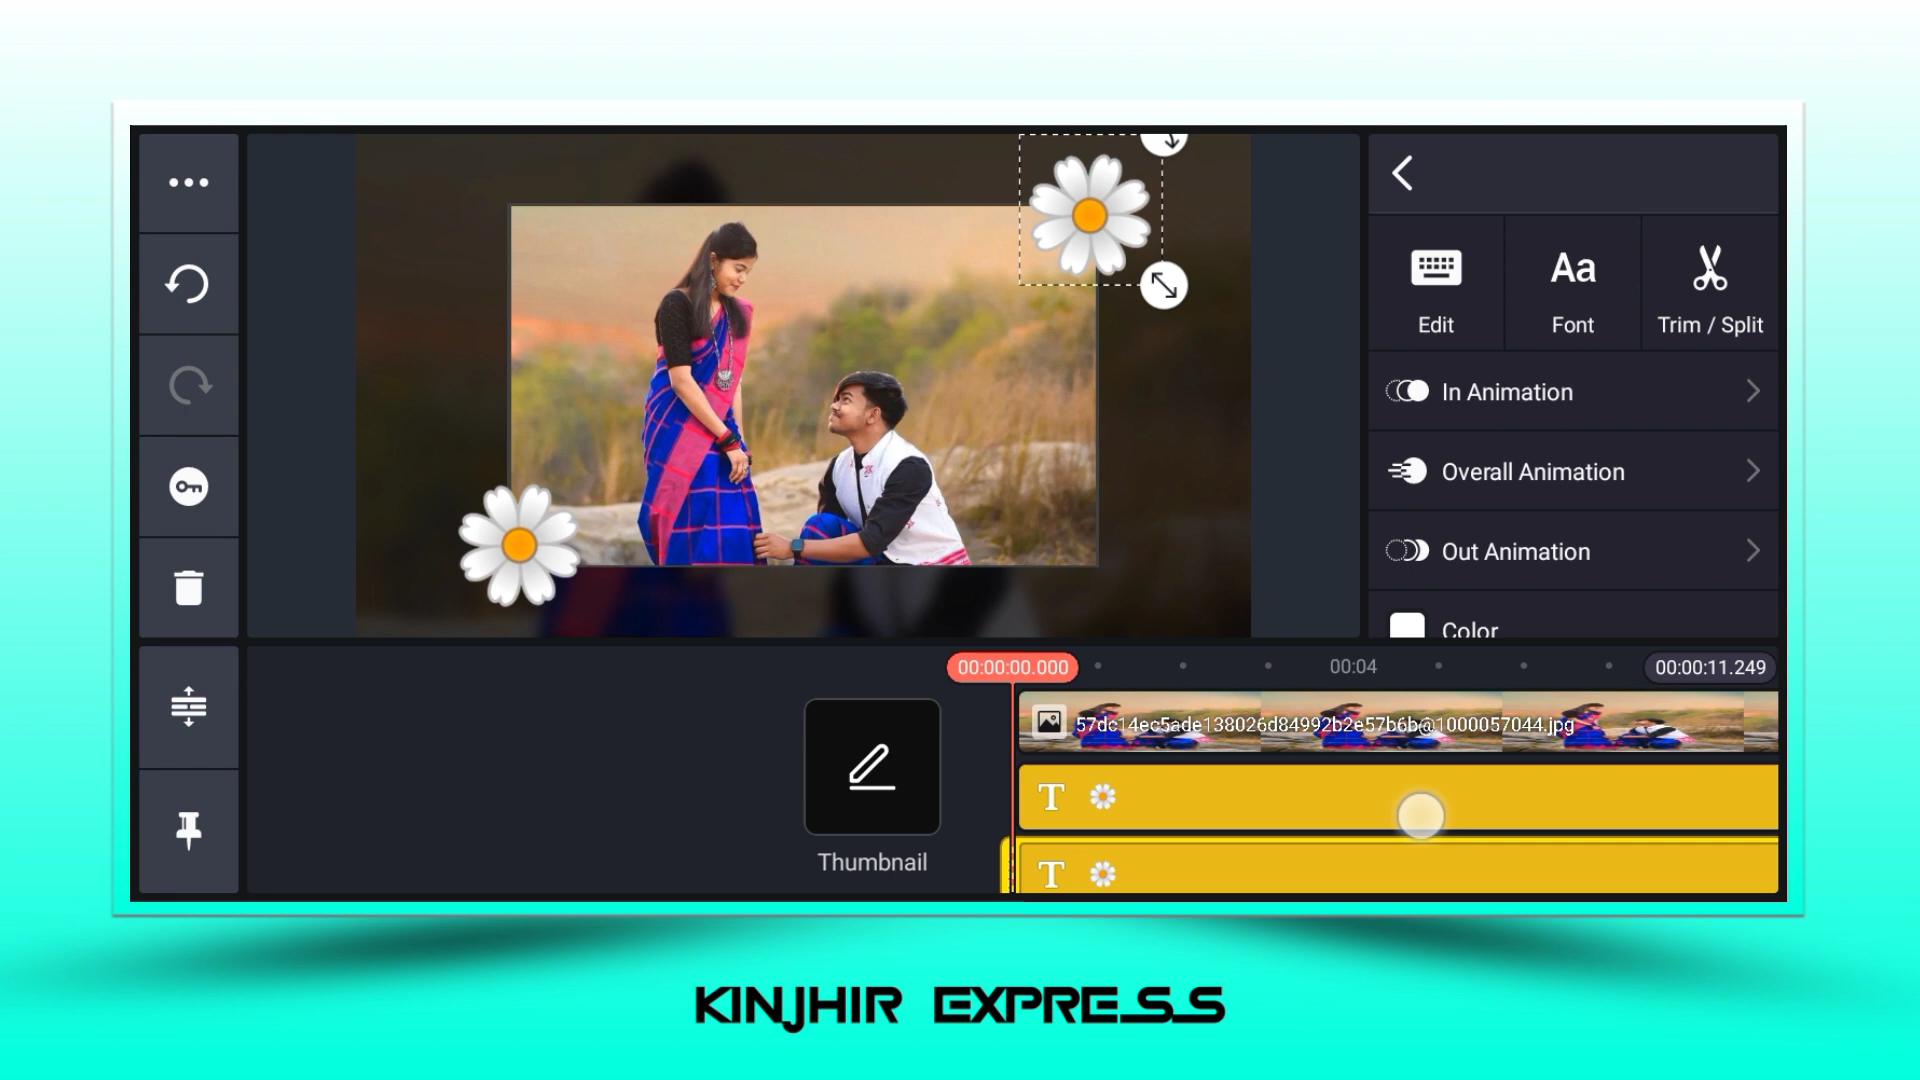 Edit
Font
Trim / Split
Aa
In Animation
Overall Animation
Out Animation
Color
00:00:00.000
00:04
00:00:11.249
57dc14ec5ade138026d84992b2e57b6b@1000057044.jpg
T
T
Thumbnail
KINJHIR EXPRESS